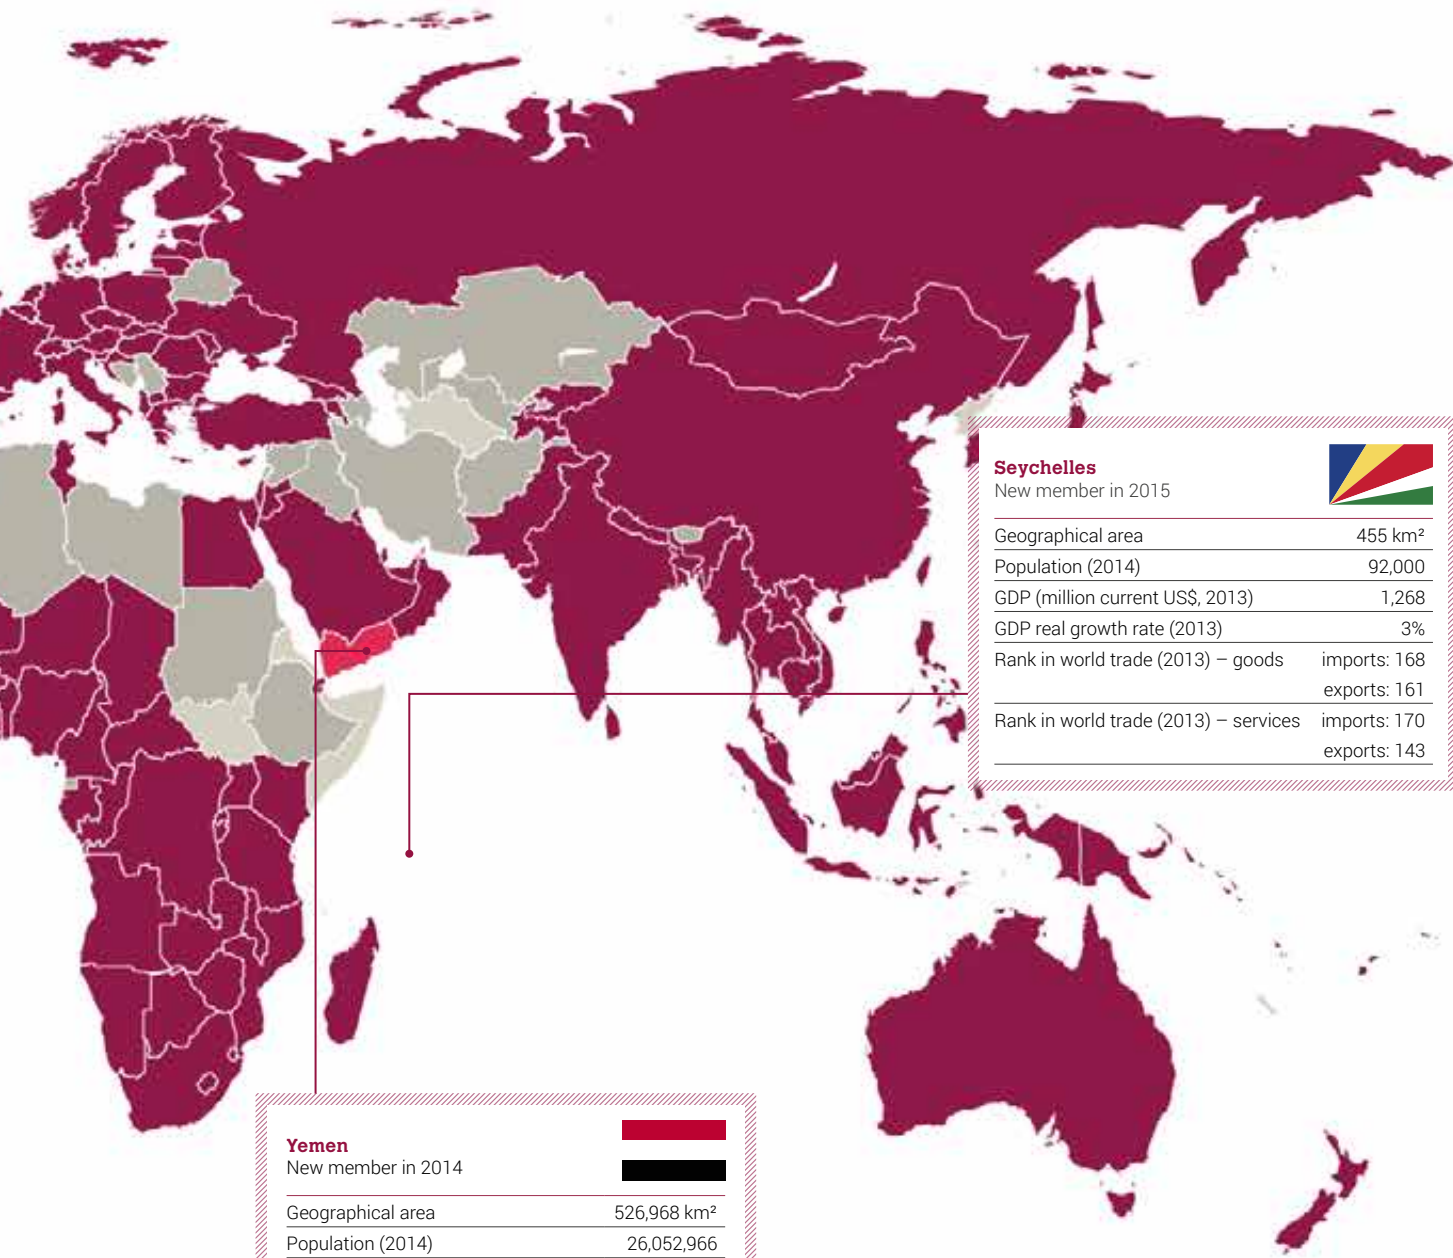 Seychelles
New member in 2015
Geographical area 455 km²
Population (2014) 92,000
GDP (million current US$, 2013) 1,268
GDP real growth rate (2013) 3%
Rank in world trade (2013) – goods imports: 168
exports: 161
Rank in world trade (2013) – services imports: 170
exports: 143
Yemen
New member in 2014
Geographical area 526,968 km²
Population (2014) 26,052,966